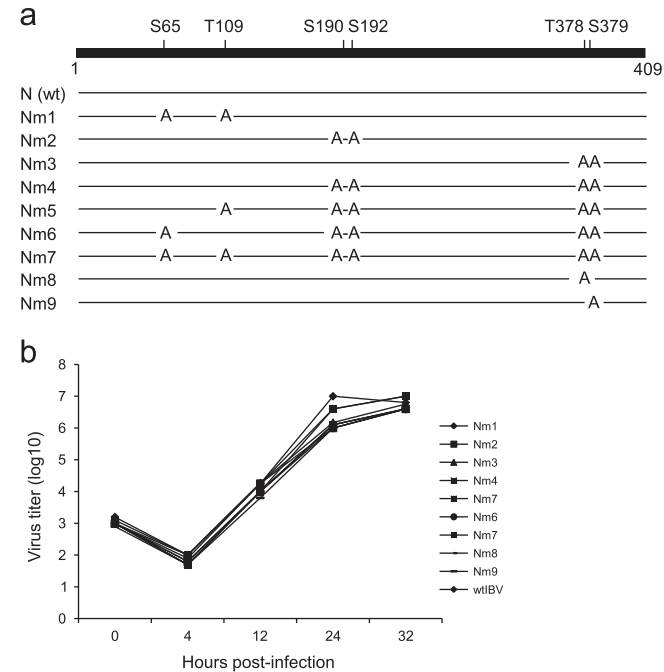 a
S65 T109 S190 S192 T378 S379
1 409
N (wt)
Nm1 A A
Nm2 A-A
Nm3 AA
Nm4 A-A AA
Nm5 A A-A AA
Nm6 A A-A AA
Nm7 A A A-A AA
Nm8 A
Nm9 A
b
Virus titer (log10)
8
7
6
5
4
3
2
1
0
0 4 12 24 32
Hours post-infection
Nm1
Nm2
Nm3
Nm4
Nm7
Nm6
Nm7
Nm8
Nm9
wtIBV